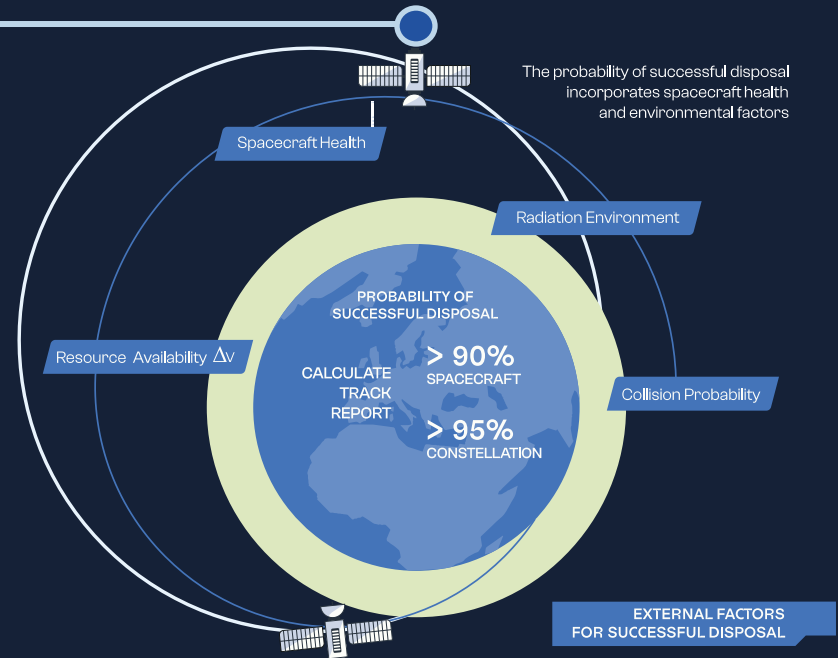 The probability of successful disposal
incorporates spacecraft health
and environmental factors
Spacecraft Health
Radiation Environment
PROBABILITY OF
SUCCESSFUL DISPOSAL
Resource Availability Δv
CALCULATE
TRACK
REPORT
> 90%
SPACECRAFT
> 95%
CONSTELLATION
Collision Probability
EXTERNAL FACTORS
FOR SUCCESSFUL DISPOSAL